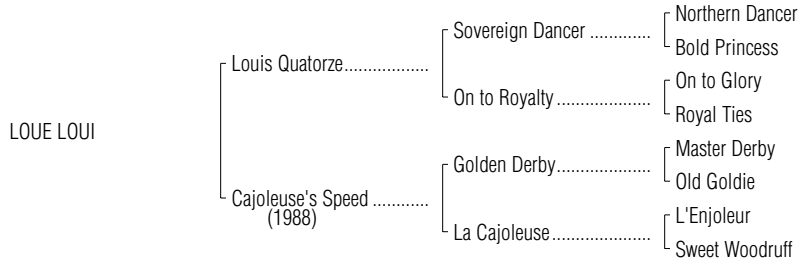 Northern Dancer
Sovereign Dancer .............
Bold Princess
Louis Quatorze...................
On to Glory
On to Royalty ....................
Royal Ties
LOUE LOUI
Master Derby
Golden Derby....................
Old Goldie
Cajoleuse's Speed ............
(1988)
L'Enjoleur
La Cajoleuse.....................
Sweet Woodruff